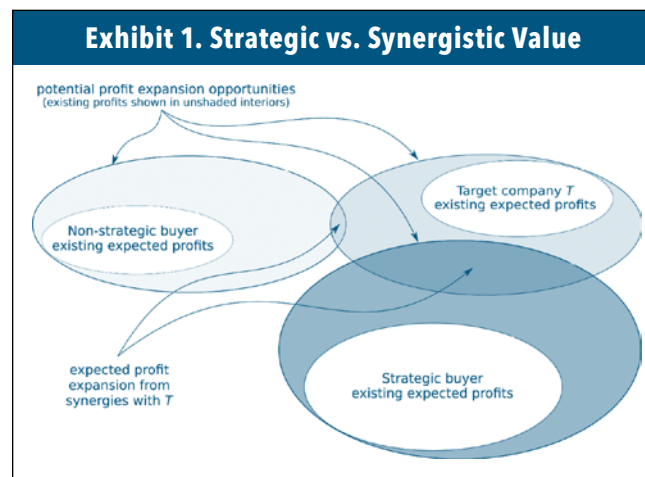 Exhibit 1. Strategic vs. Synergistic Value
potential profit expansion opportunities
(existing profits shown in unshaded interiors)
Target company T
existing expected profits
Non-strategic buyer
existing expected profits
expected profit
expansion from
synergies with T
Strategic buyer
existing expected profits